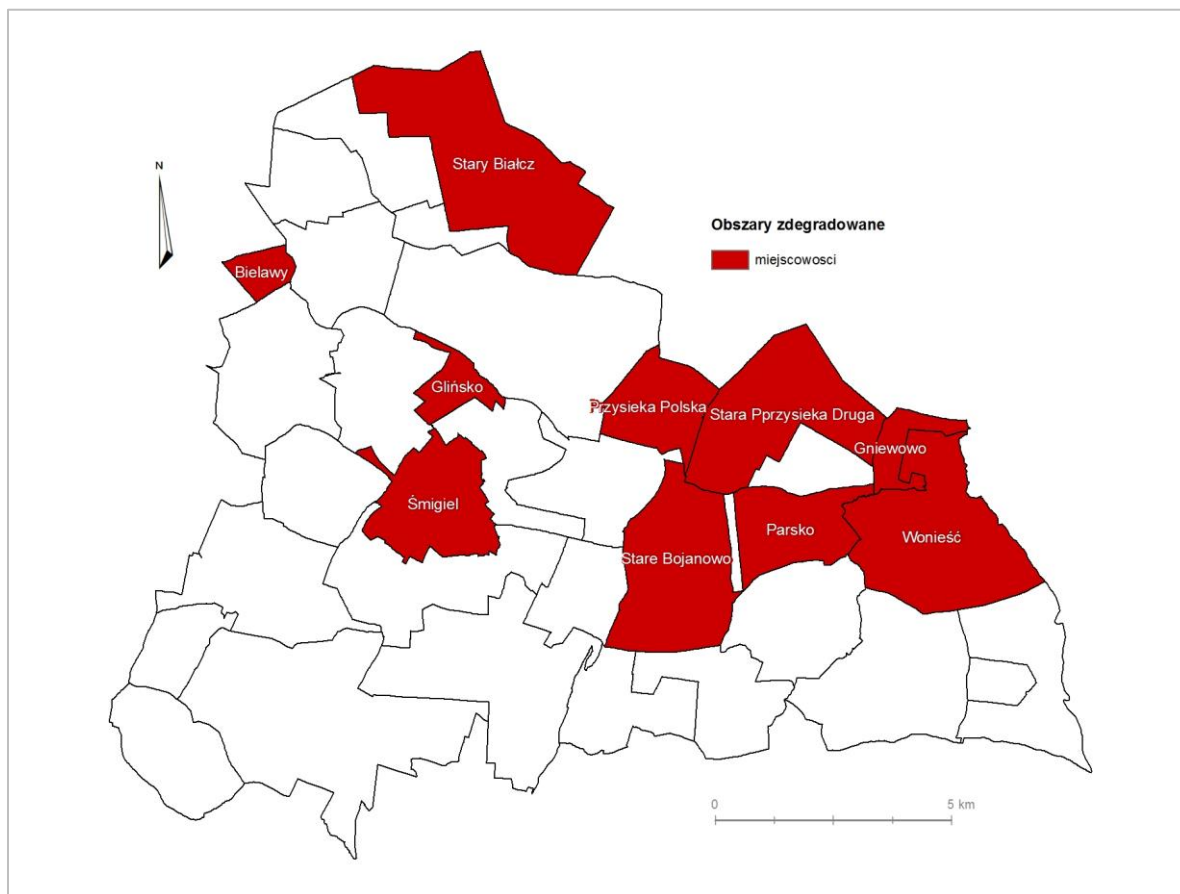 Stary Białcz
N
Obszary zdegradowane
miejscowosci
Bielawy
Glińsko
Przysieka Polska
Stara Pprzysieka Druga
Gniewowo
Śmigiel
Parsko
Wonieść
Stare Bojanowo
0 5 km